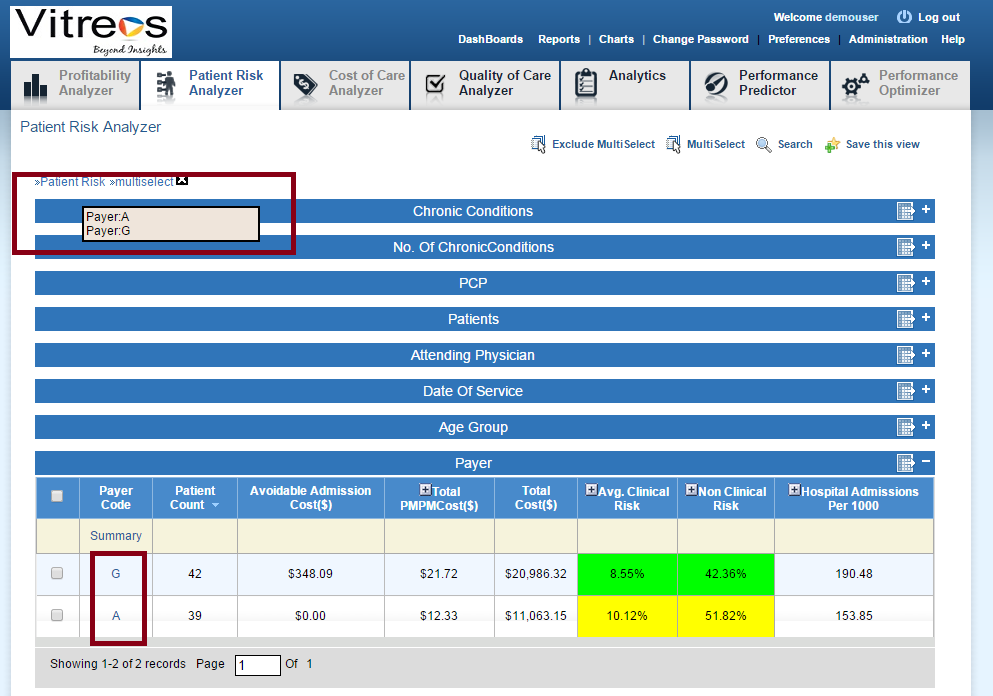 Vitreos
Beyond Insights
Welcome demouser Log out
DashBoards Reports | Charts | Change Password | Preferences | Administration Help
Profitability Analyzer
Patient Risk Analyzer
Cost of Care Analyzer
Quality of Care Analyzer
Analytics
Performance Predictor
Performance Optimizer
Patient Risk Analyzer
Exclude MultiSelect MultiSelect Search Save this view
»Patient Risk »multiselect
Chronic Conditions
Payer:A
Payer:G
No. Of ChronicConditions
PCP
Patients
Attending Physician
Date Of Service
Age Group
Payer
Payer Code Patient Count Avoidable Admission Cost($) Total PMPMCost($) Total Cost($) Avg. Clinical Risk Non Clinical Risk Hospital Admissions Per 1000
Summary
G 42 $348.09 $21.72 $20,986.32 8.55% 42.36% 190.48
A 39 $0.00 $12.33 $11,063.15 10.12% 51.82% 153.85
Showing 1-2 of 2 records Page 1 Of 1